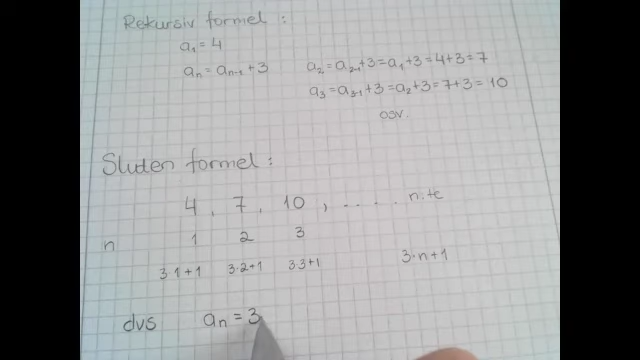 Rekursiv formel :
a₁ = 4
aₙ = aₙ₋₁ + 3
a₂ = a₂₋₁ + 3 = a₁ + 3 = 4 + 3 = 7
a₃ = a₃₋₁ + 3 = a₂ + 3 = 7 + 3 = 10
osv.
Sluten formel :
4 , 7 , 10 , . . . . n:te
n 1 2 3
3·1+1 3·2+1 3·3+1 3·n+1
dvs aₙ = 3